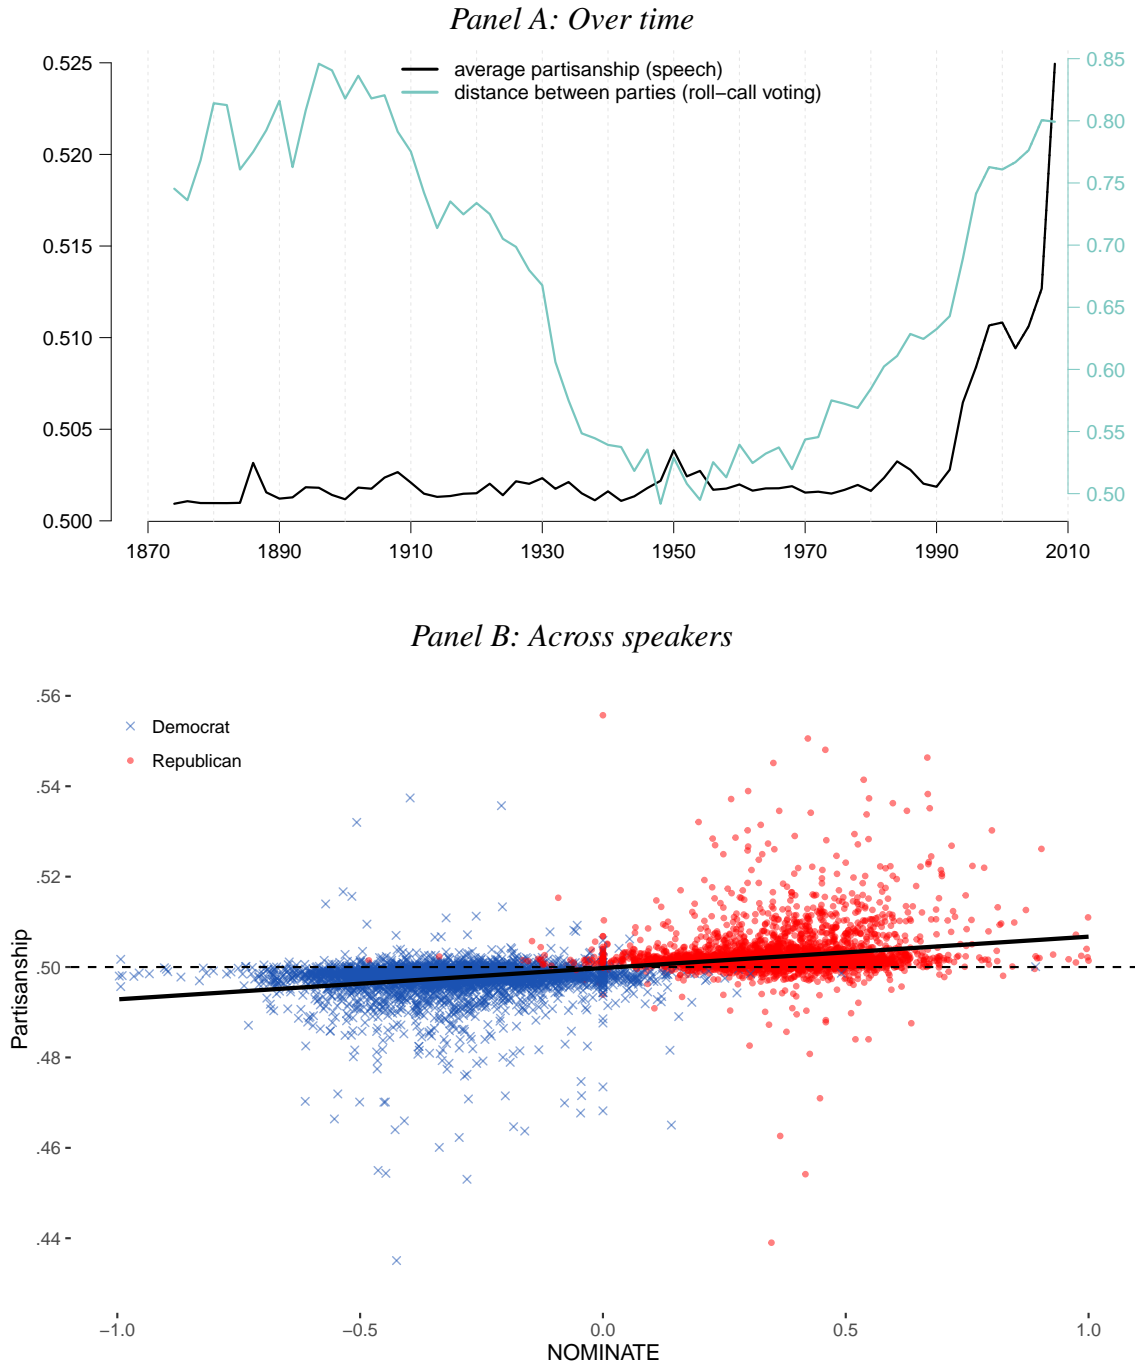 Panel A: Over time
average partisanship (speech)
distance between parties (roll−call voting)
0.525
0.520
0.515
0.510
0.505
0.500
0.85
0.80
0.75
0.70
0.65
0.60
0.55
0.50
1870 1890 1910 1930 1950 1970 1990 2010
Panel B: Across speakers
Democrat
Republican
Partisanship
.56
.54
.52
.50
.48
.46
.44
−1.0 −0.5 0.0 0.5 1.0
NOMINATE